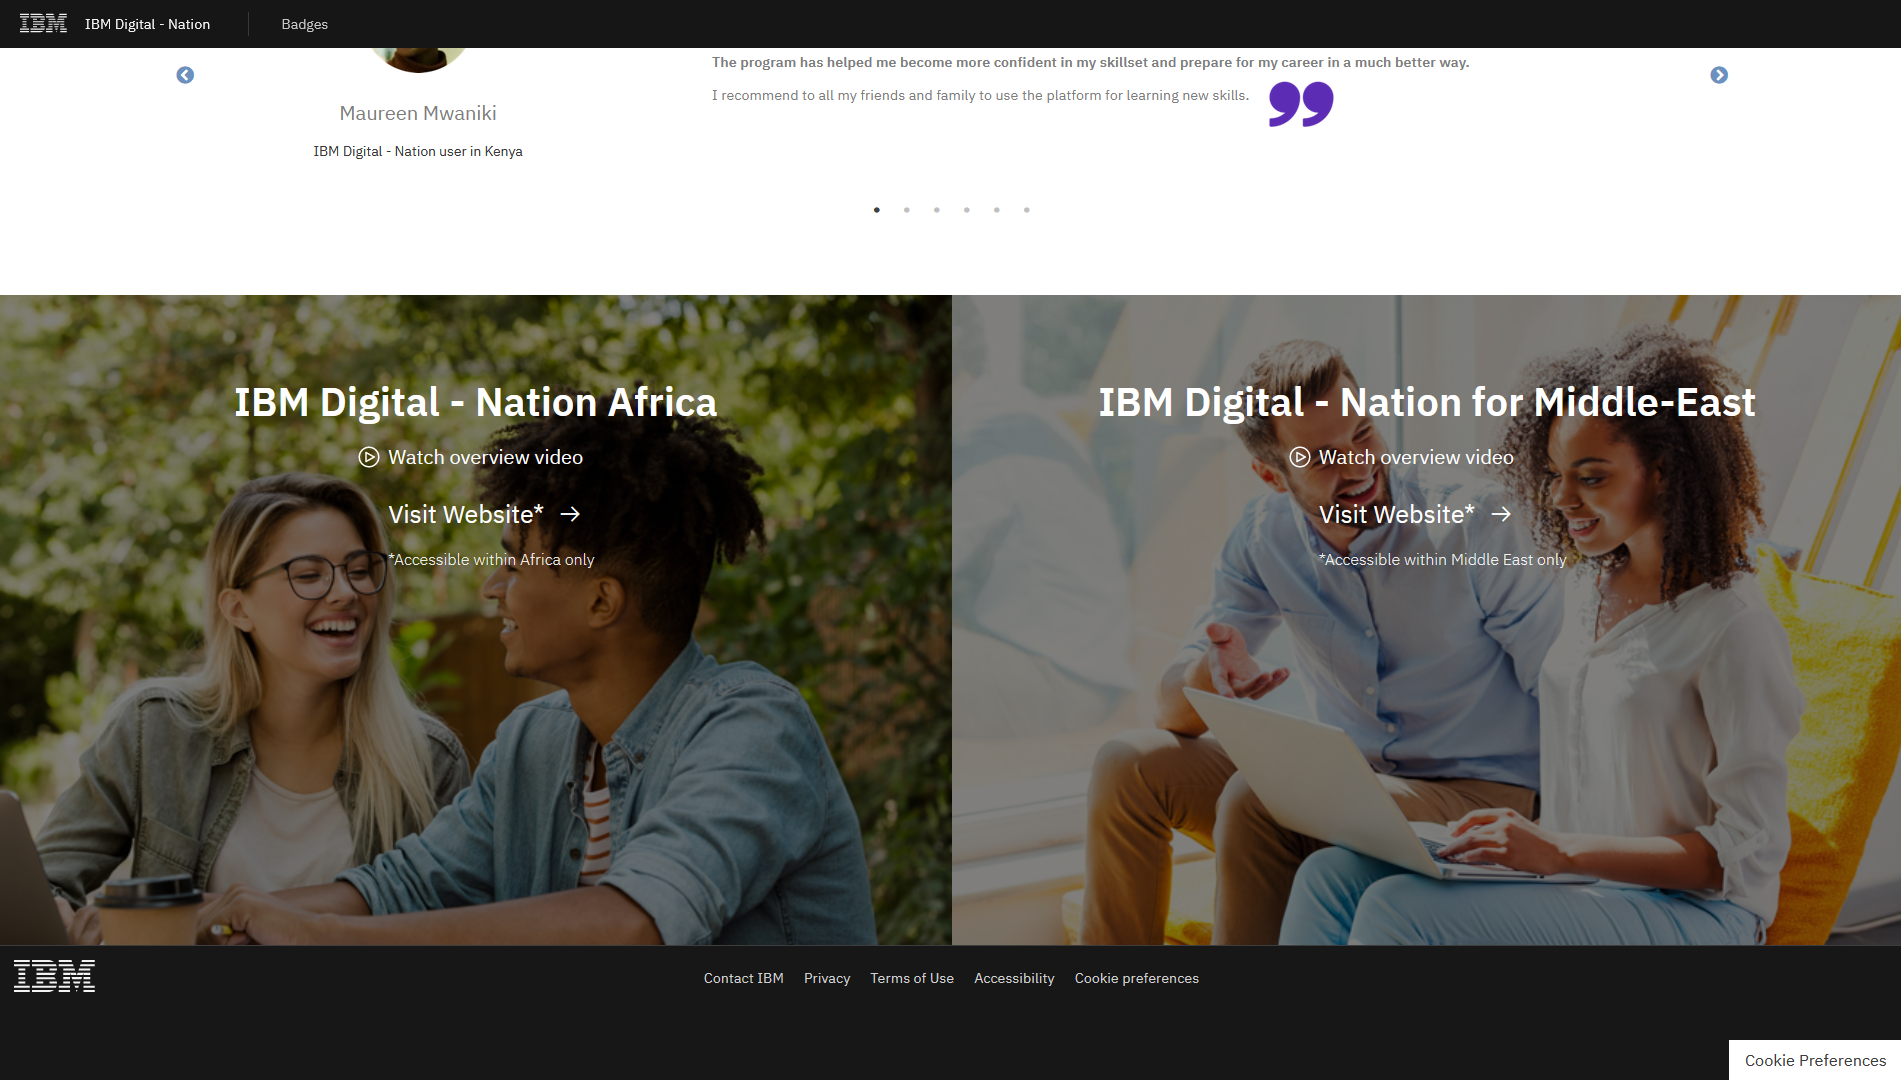 IBM IBM Digital - Nation Badges
The program has helped me become more confident in my skillset and prepare for my career in a much better way.
I recommend to all my friends and family to use the platform for learning new skills. ”
Maureen Mwaniki
IBM Digital - Nation user in Kenya
IBM Digital - Nation Africa
Watch overview video
Visit Website* →
*Accessible within Africa only
IBM Digital - Nation for Middle-East
Watch overview video
Visit Website* →
*Accessible within Middle East only
IBM
Contact IBM Privacy Terms of Use Accessibility Cookie preferences
Cookie Preferences